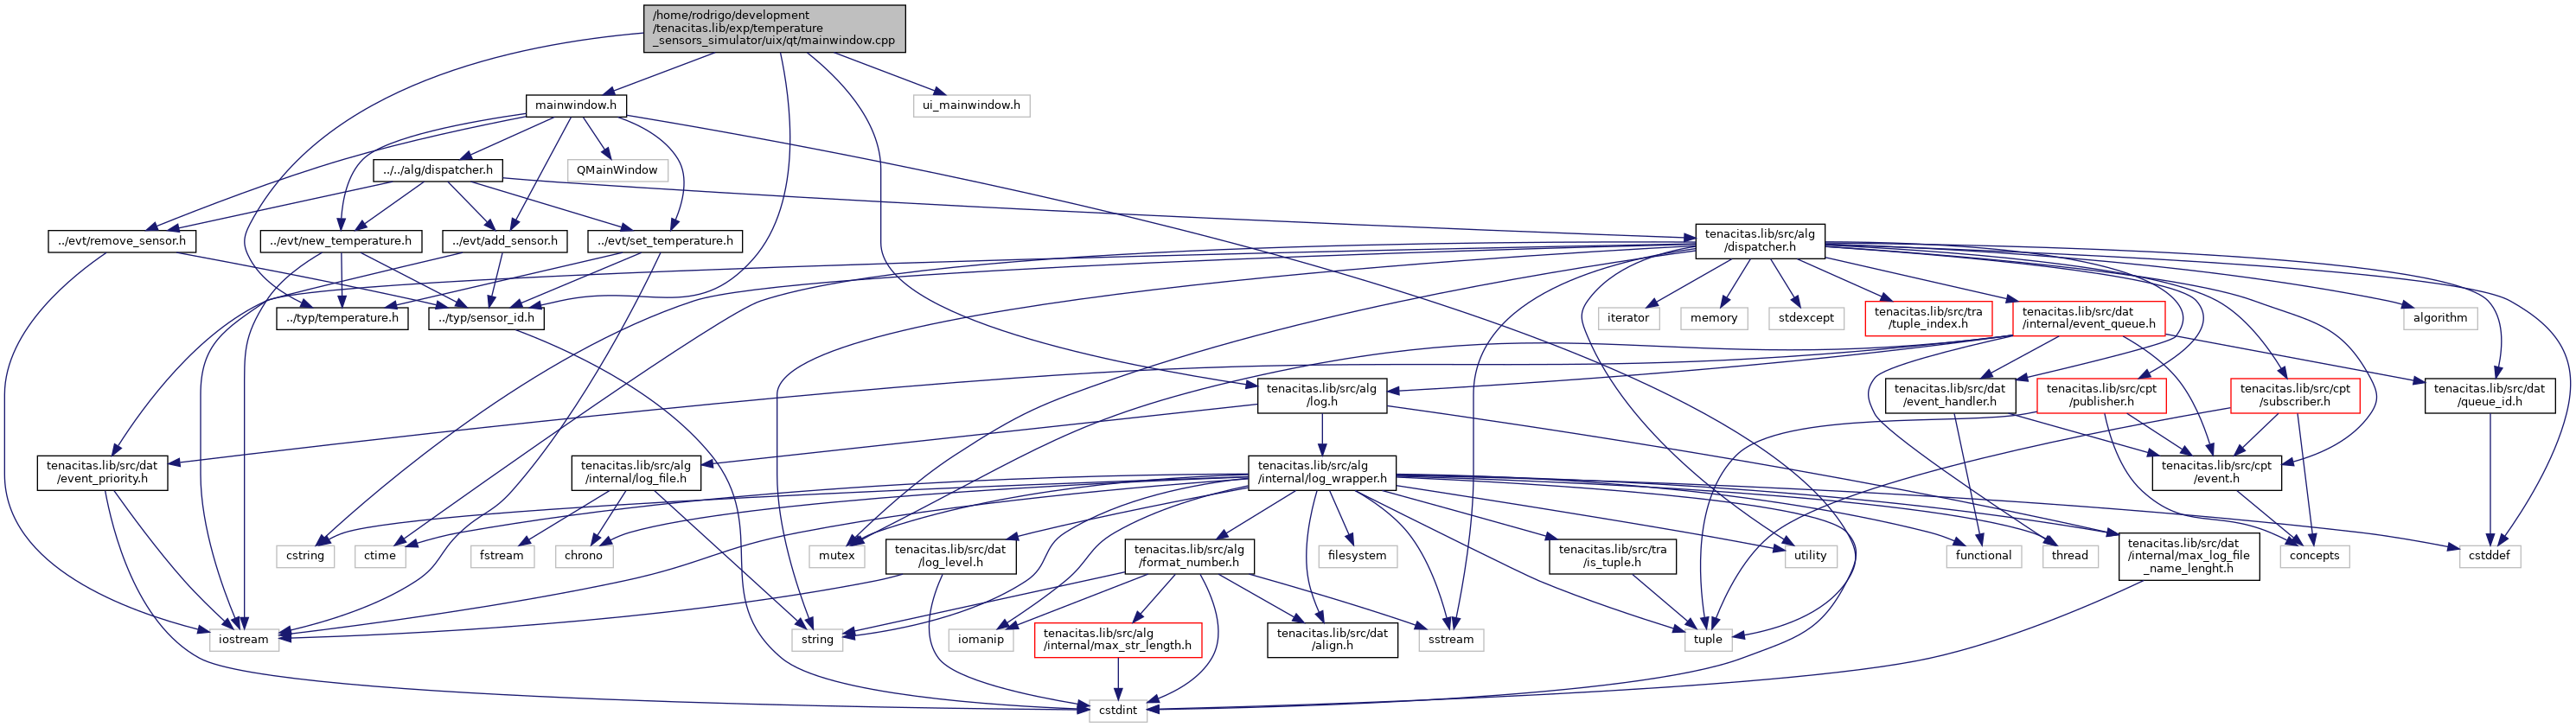 /home/rodrigo/development
/tenacitas.lib/exp/temperature
_sensors_simulator/uix/qt/mainwindow.cpp
mainwindow.h
ui_mainwindow.h
../../alg/dispatcher.h
QMainWindow
../evt/remove_sensor.h
../evt/new_temperature.h
../evt/add_sensor.h
../evt/set_temperature.h
tenacitas.lib/src/alg
/dispatcher.h
../typ/temperature.h
../typ/sensor_id.h
iterator
memory
stdexcept
tenacitas.lib/src/tra
/tuple_index.h
tenacitas.lib/src/dat
/internal/event_queue.h
algorithm
tenacitas.lib/src/alg
/log.h
tenacitas.lib/src/dat
/event_handler.h
tenacitas.lib/src/cpt
/publisher.h
tenacitas.lib/src/cpt
/subscriber.h
tenacitas.lib/src/dat
/queue_id.h
tenacitas.lib/src/dat
/event_priority.h
tenacitas.lib/src/alg
/internal/log_file.h
tenacitas.lib/src/alg
/internal/log_wrapper.h
tenacitas.lib/src/cpt
/event.h
cstring
ctime
fstream
chrono
mutex
tenacitas.lib/src/dat
/log_level.h
tenacitas.lib/src/alg
/format_number.h
filesystem
tenacitas.lib/src/tra
/is_tuple.h
utility
functional
thread
tenacitas.lib/src/dat
/internal/max_log_file
_name_lenght.h
concepts
cstddef
iostream
string
iomanip
tenacitas.lib/src/alg
/internal/max_str_length.h
tenacitas.lib/src/dat
/align.h
sstream
tuple
cstdint